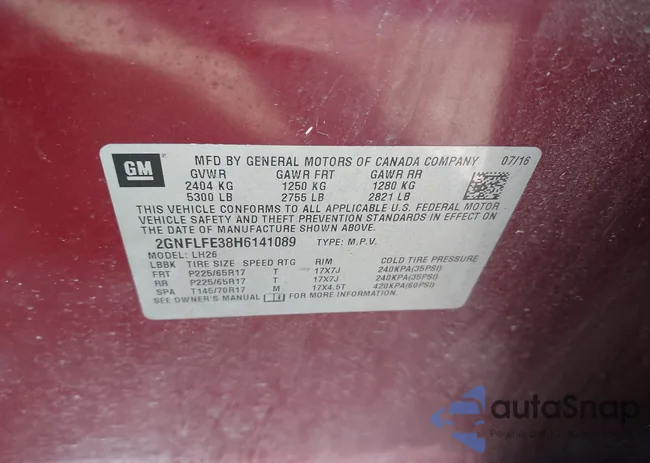 GM
MFD BY GENERAL MOTORS OF CANADA COMPANY 07/16
GVWR GAWR FRT GAWR RR
2404 KG 1250 KG 1280 KG
5300 LB 2755 LB 2821 LB
THIS VEHICLE CONFORMS TO ALL APPLICABLE U.S. FEDERAL MOTOR
VEHICLE SAFETY AND THEFT PREVENTION STANDARDS IN EFFECT ON
THE DATE OF MANUFACTURE SHOWN ABOVE.
2GNFLFE38H6141089 TYPE: M.P.V.
MODEL: LH26
LBBK TIRE SIZE SPEED RTG RIM COLD TIRE PRESSURE
FRT P225/65R17 T 17X7J 240KPA(35PSI)
RR P225/65R17 T 17X7J 240KPA(35PSI)
SPA T145/70R17 M 17X4.5T 420KPA(60PSI)
SEE OWNER'S MANUAL FOR MORE INFORMATION.
autoSnap